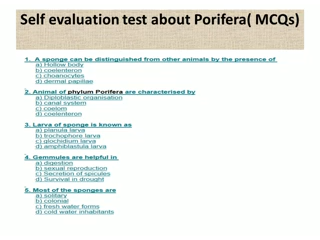 Self evaluation test about Porifera( MCQs)
1. A sponge can be distinguished from other animals by the presence of
a) Hollow body
b) coelenteron
c) choanocytes
d) dermal papillae
2. Animal of phylum Porifera are characterised by
a) Diploblastic organisation
b) canal system
c) coelom
d) coelenteron
3. Larva of sponge is known as
a) planula larva
b) trochophore larva
c) glochidium larva
d) amphiblastula larvae
4. Gemmules are helpful in
a) digestion
b) sexual reproduction
c) Secretion of spicules
d) Survival in drought
5. Most of the sponges are
a) solitary
b) colonial
c) fresh water forms
d) cold water inhabitants